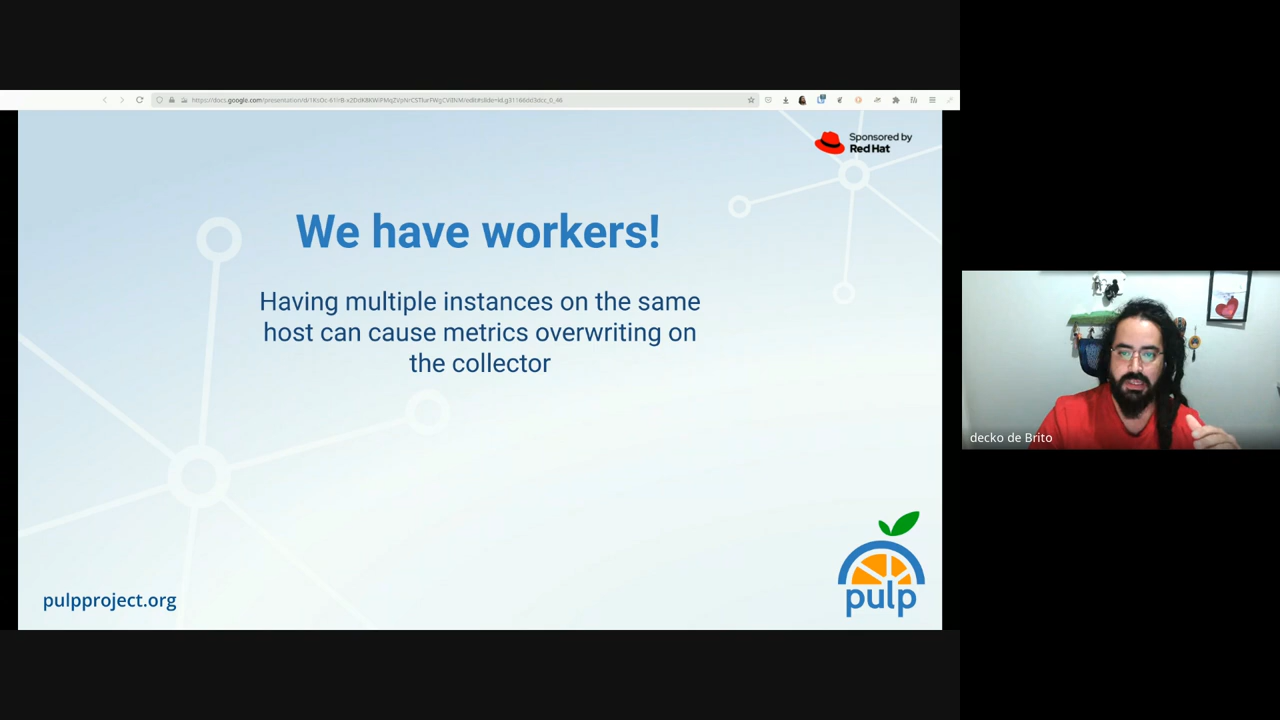 Sponsored by
Red Hat
We have workers!
Having multiple instances on the same
host can cause metrics overwriting on
the collector
decko de Brito
pulpproject.org
pulp